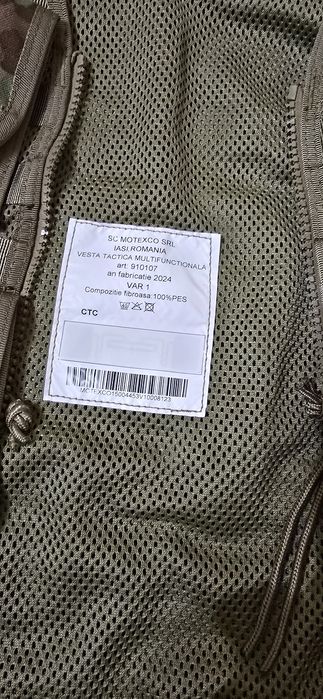 SC MOTEXCO SRL
IASI ROMANIA
VESTA TACTICA MULTIFUNCTIONALA
art. 910107
an fabricatie 2024
VAR 1
Compozitie fibroasa:100%PES
CTC
MOTEXCO15004453V10008123